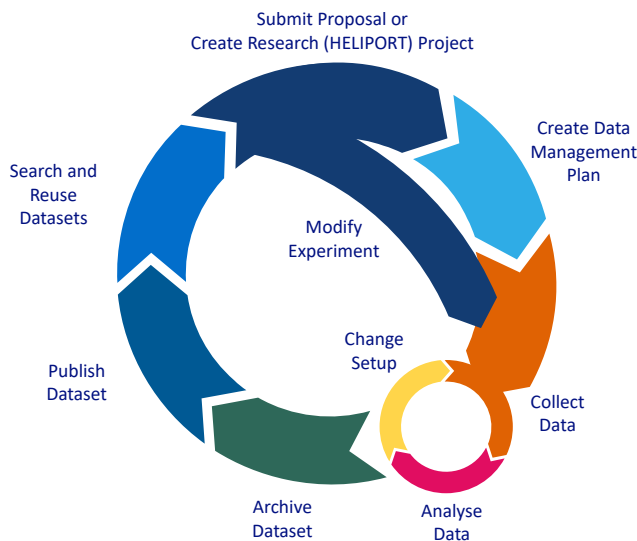 Submit Proposal or
Create Research (HELIPORT) Project
Create Data
Management
Plan
Search and
Reuse
Datasets
Modify
Experiment
Change
Setup
Publish
Dataset
Collect
Data
Archive
Dataset
Analyse
Data